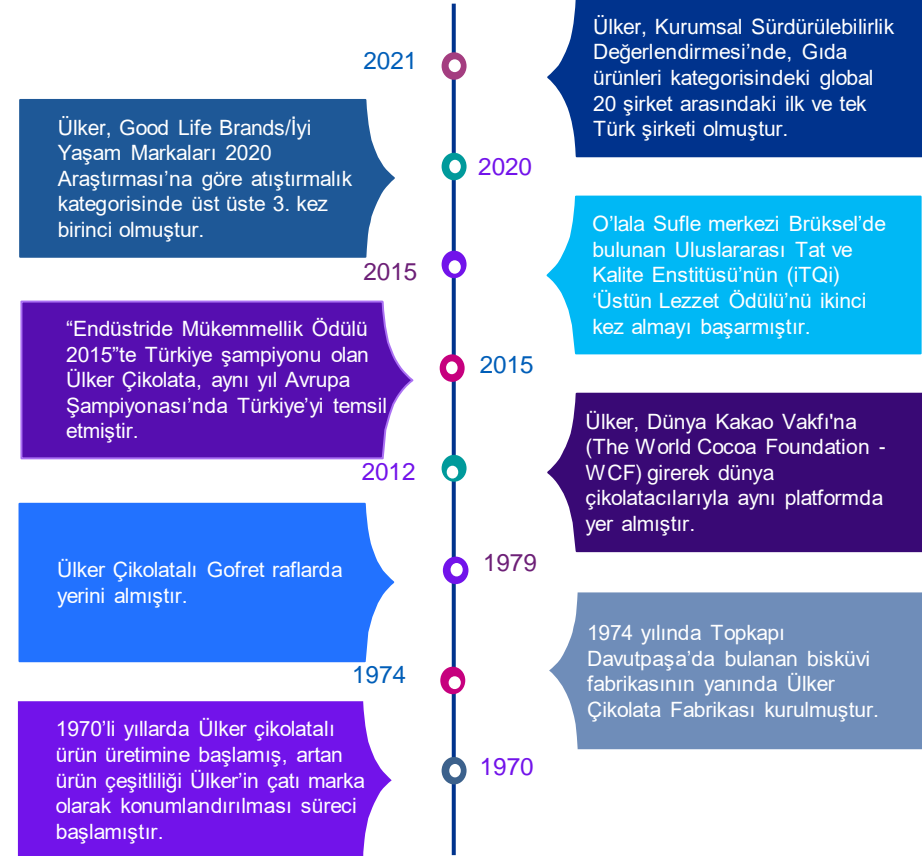 2021
Ülker, Kurumsal Sürdürülebilirlik
Değerlendirmesi’nde, Gıda
ürünleri kategorisindeki global
20 şirket arasındaki ilk ve tek
Türk şirketi olmuştur.
Ülker, Good Life Brands/İyi
Yaşam Markaları 2020
Araştırması’na göre atıştırmalık
kategorisinde üst üste 3. kez
birinci olmuştur.
2020
2015
O’lala Sufle merkezi Brüksel’de
bulunan Uluslararası Tat ve
Kalite Enstitüsü’nün (iTQi)
‘Üstün Lezzet Ödülü’nü ikinci
kez almayı başarmıştır.
“Endüstride Mükemmellik Ödülü
2015”te Türkiye şampiyonu olan
Ülker Çikolata, aynı yıl Avrupa
Şampiyonası’nda Türkiye’yi temsil
etmiştir.
2015
2012
Ülker, Dünya Kakao Vakfı'na
(The World Cocoa Foundation -
WCF) girerek dünya
çikolatacılarıyla aynı platformda
yer almıştır.
Ülker Çikolatalı Gofret raflarda
yerini almıştır.
1979
1974
1974 yılında Topkapı
Davutpaşa’da bulanan bisküvi
fabrikasının yanında Ülker
Çikolata Fabrikası kurulmuştur.
1970’li yıllarda Ülker çikolatalı
ürün üretimine başlamış, artan
ürün çeşitliliği Ülker’in çatı marka
olarak konumlandırılması süreci
başlamıştır.
1970